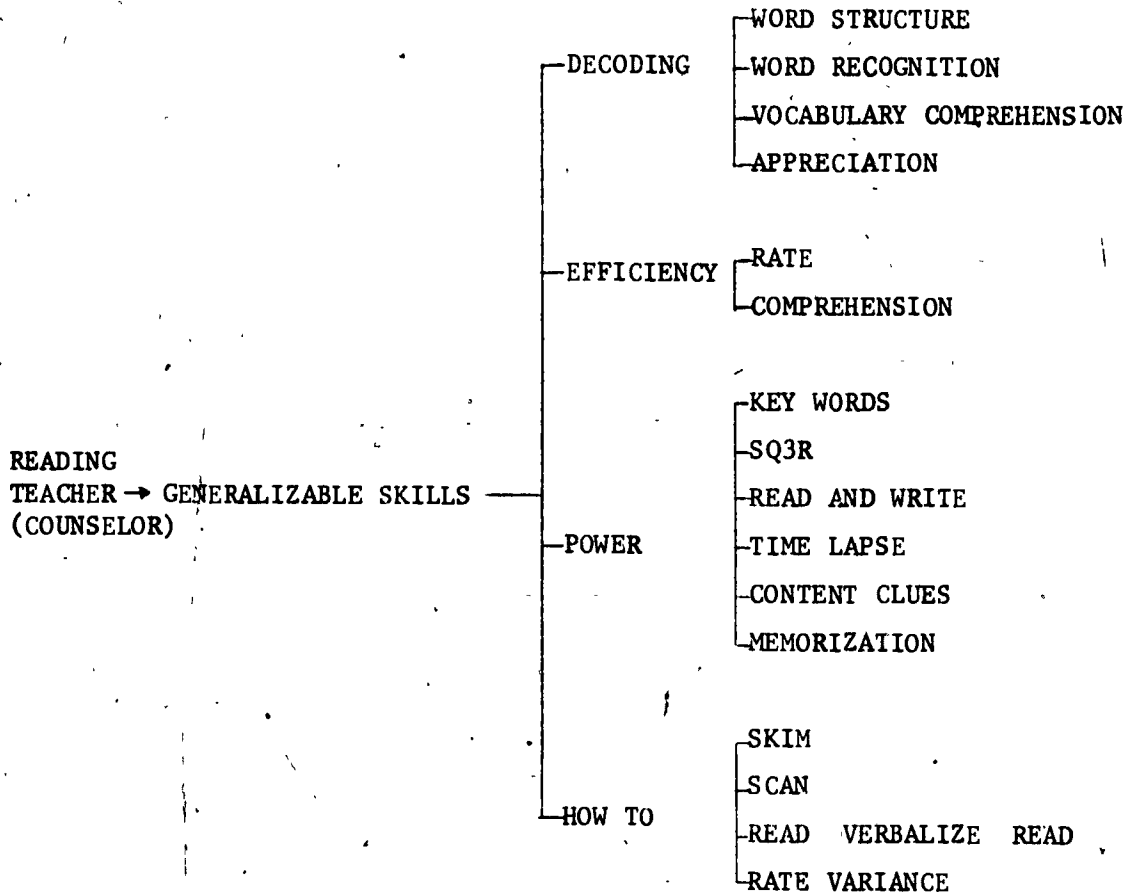 WORD STRUCTURE
DECODING WORD RECOGNITION
VOCABULARY COMPREHENSION
APPRECIATION
RATE
EFFICIENCY
COMPREHENSION
KEY WORDS
SQ3R
READING
TEACHER → GENERALIZABLE SKILLS READ AND WRITE
(COUNSELOR)
POWER TIME LAPSE
CONTENT CLUES
MEMORIZATION
SKIM
SCAN
HOW TO
READ VERBALIZE READ
RATE VARIANCE